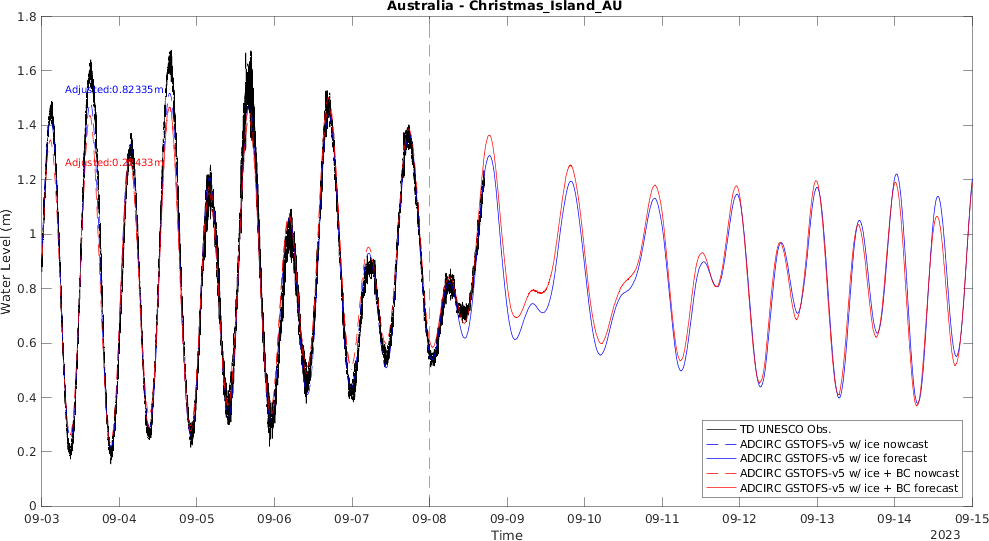 Australia - Christmas_Island_AU
1.8
1.6
1.4
1.2
1
0.8
0.6
0.4
0.2
0
Water Level (m)
Adjusted:0.82335m
TD UNESCO Obs.
ADCIRC GSTOFS-v5 w/ ice nowcast
ADCIRC GSTOFS-v5 w/ ice forecast
ADCIRC GSTOFS-v5 w/ ice + BC nowcast
ADCIRC GSTOFS-v5 w/ ice + BC forecast
09-03 09-04 09-05 09-06 09-07 09-08 09-09 09-10 09-11 09-12 09-13 09-14 09-15
Time
2023